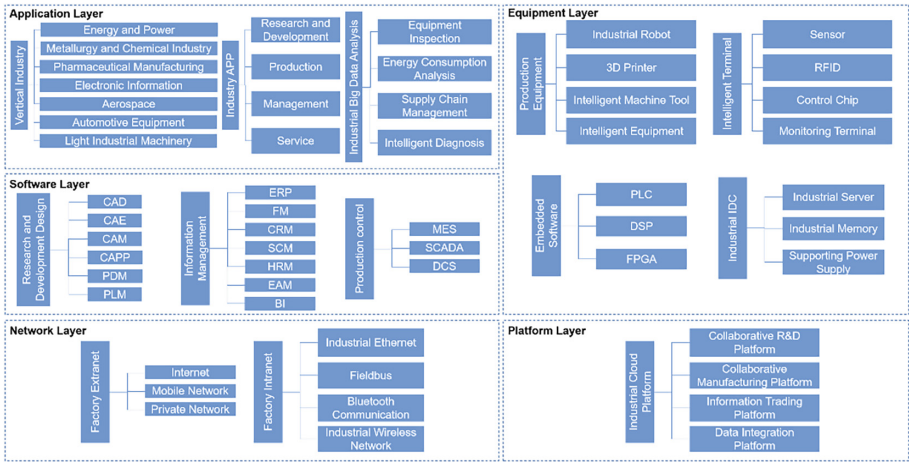 Application Layer
Vertical Industry
Energy and Power
Metallurgy and Chemical Industry
Pharmaceutical Manufacturing
Electronic Information
Aerospace
Automotive Equipment
Light Industrial Machinery
Industry APP
Research and
Development
Production
Management
Service
Industrial Big Data Analysis
Equipment
Inspection
Energy Consumption
Analysis
Supply Chain
Management
Intelligent Diagnosis
Equipment Layer
Production
Equipment
Industrial Robot
3D Printer
Intelligent Machine Tool
Intelligent Equipment
Intelligent Terminal
Sensor
RFID
Control Chip
Monitoring Terminal
Embedded
Software
PLC
DSP
FPGA
Industrial IDC
Industrial Server
Industrial Memory
Supporting Power
Supply
Software Layer
Research and
Development Design
CAD
CAE
CAM
CAPP
PDM
PLM
Information
Management
ERP
FM
CRM
SCM
HRM
EAM
BI
Production control
MES
SCADA
DCS
Network Layer
Factory Extranet
Internet
Mobile Network
Private Network
Factory Intranet
Industrial Ethernet
Fieldbus
Bluetooth
Communication
Industrial Wireless
Network
Platform Layer
Industrial Cloud
Platform
Collaborative R&D
Platform
Collaborative
Manufacturing Platform
Information Trading
Platform
Data Integration
Platform